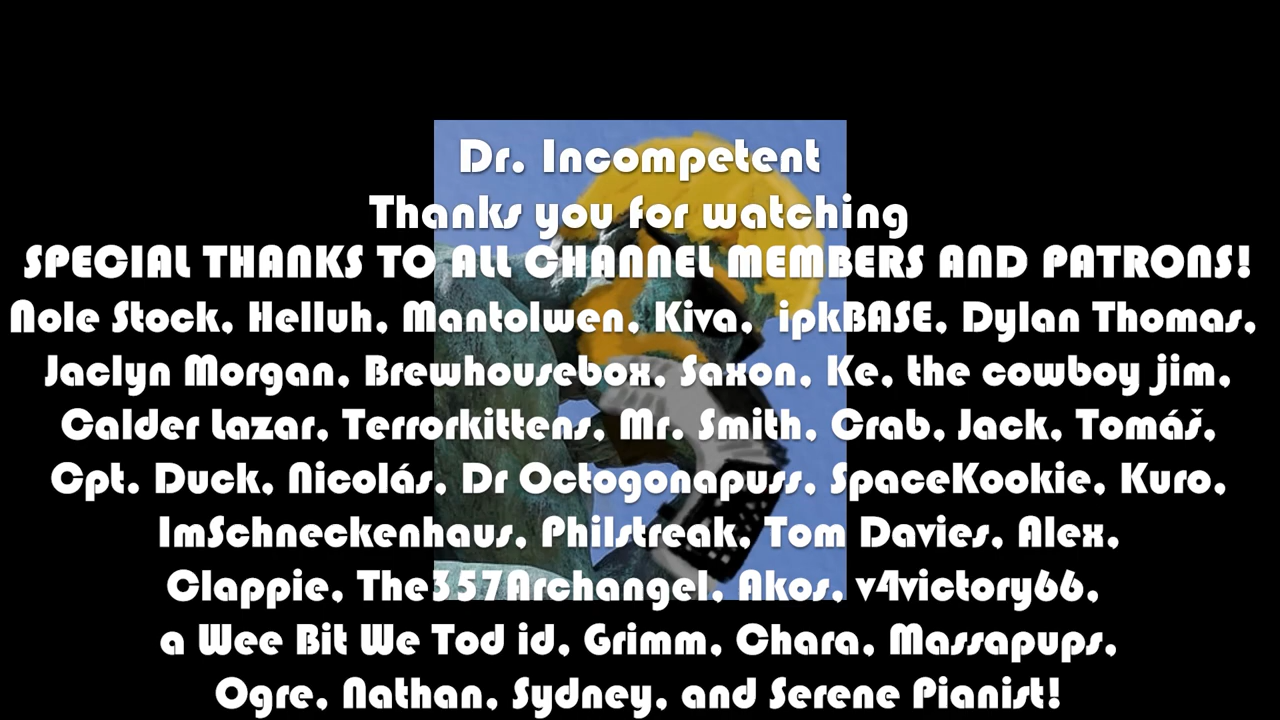 Dr. Incompetent
Thanks you for watching
SPECIAL THANKS TO ALL CHANNEL MEMBERS AND PATRONS!
Nole Stock, Helluh, Mantolwen, Kiva, ipkBASE, Dylan Thomas,
Jaclyn Morgan, Brewhousebox, Saxon, Ke, the cowboy jim,
Calder Lazar, Terrorkittens, Mr. Smith, Crab, Jack, Tomáš,
Cpt. Duck, Nicolás, Dr Octogonapuss, SpaceKookie, Kuro,
ImSchneckenhaus, Philstreak, Tom Davies, Alex,
Clappie, The357Archangel, Akos, v4victory66,
a Wee Bit We Tod id, Grimm, Chara, Massapups,
Ogre, Nathan, Sydney, and Serene Pianist!